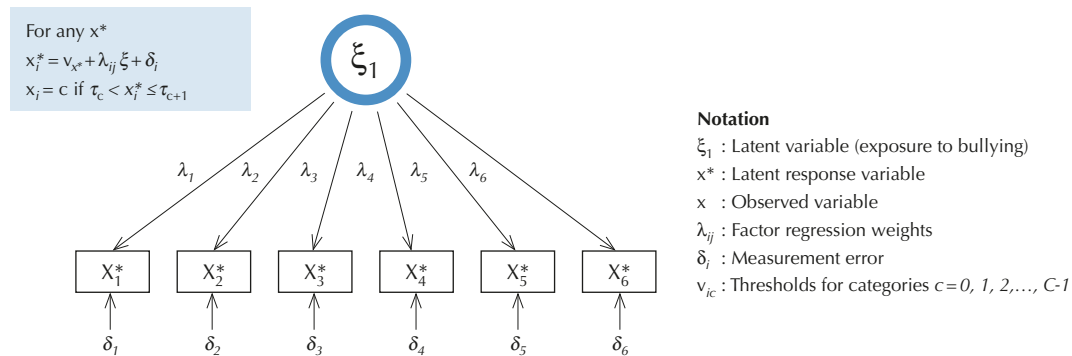 For any x*
x*ᵢ = νₓ* + λᵢⱼ ξ + δᵢ
xᵢ = c if τ꜀ < x*ᵢ ≤ τ꜀₊₁
ξ₁
λ₁ λ₂ λ₃ λ₄ λ₅ λ₆
X*₁ X*₂ X*₃ X*₄ X*₅ X*₆
δ₁ δ₂ δ₃ δ₄ δ₅ δ₆
Notation
ξ₁ : Latent variable (exposure to bullying)
x* : Latent response variable
x : Observed variable
λᵢⱼ : Factor regression weights
δᵢ : Measurement error
νᵢ꜀ : Thresholds for categories c = 0, 1, 2,…, C-1